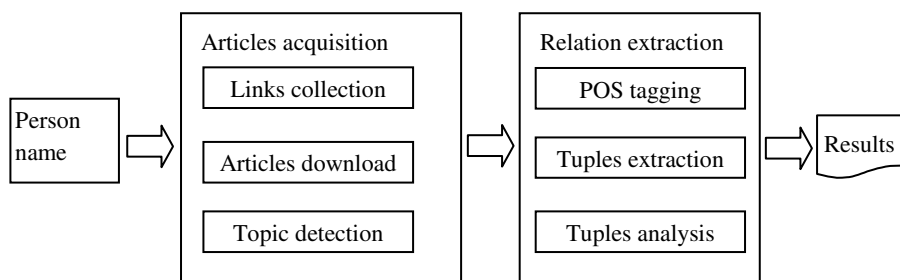 Person
name
Articles acquisition
Links collection
Articles download
Topic detection
Relation extraction
POS tagging
Tuples extraction
Tuples analysis
Results